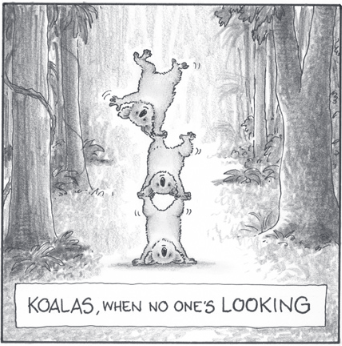 KOALAS, WHEN NO ONE'S LOOKING